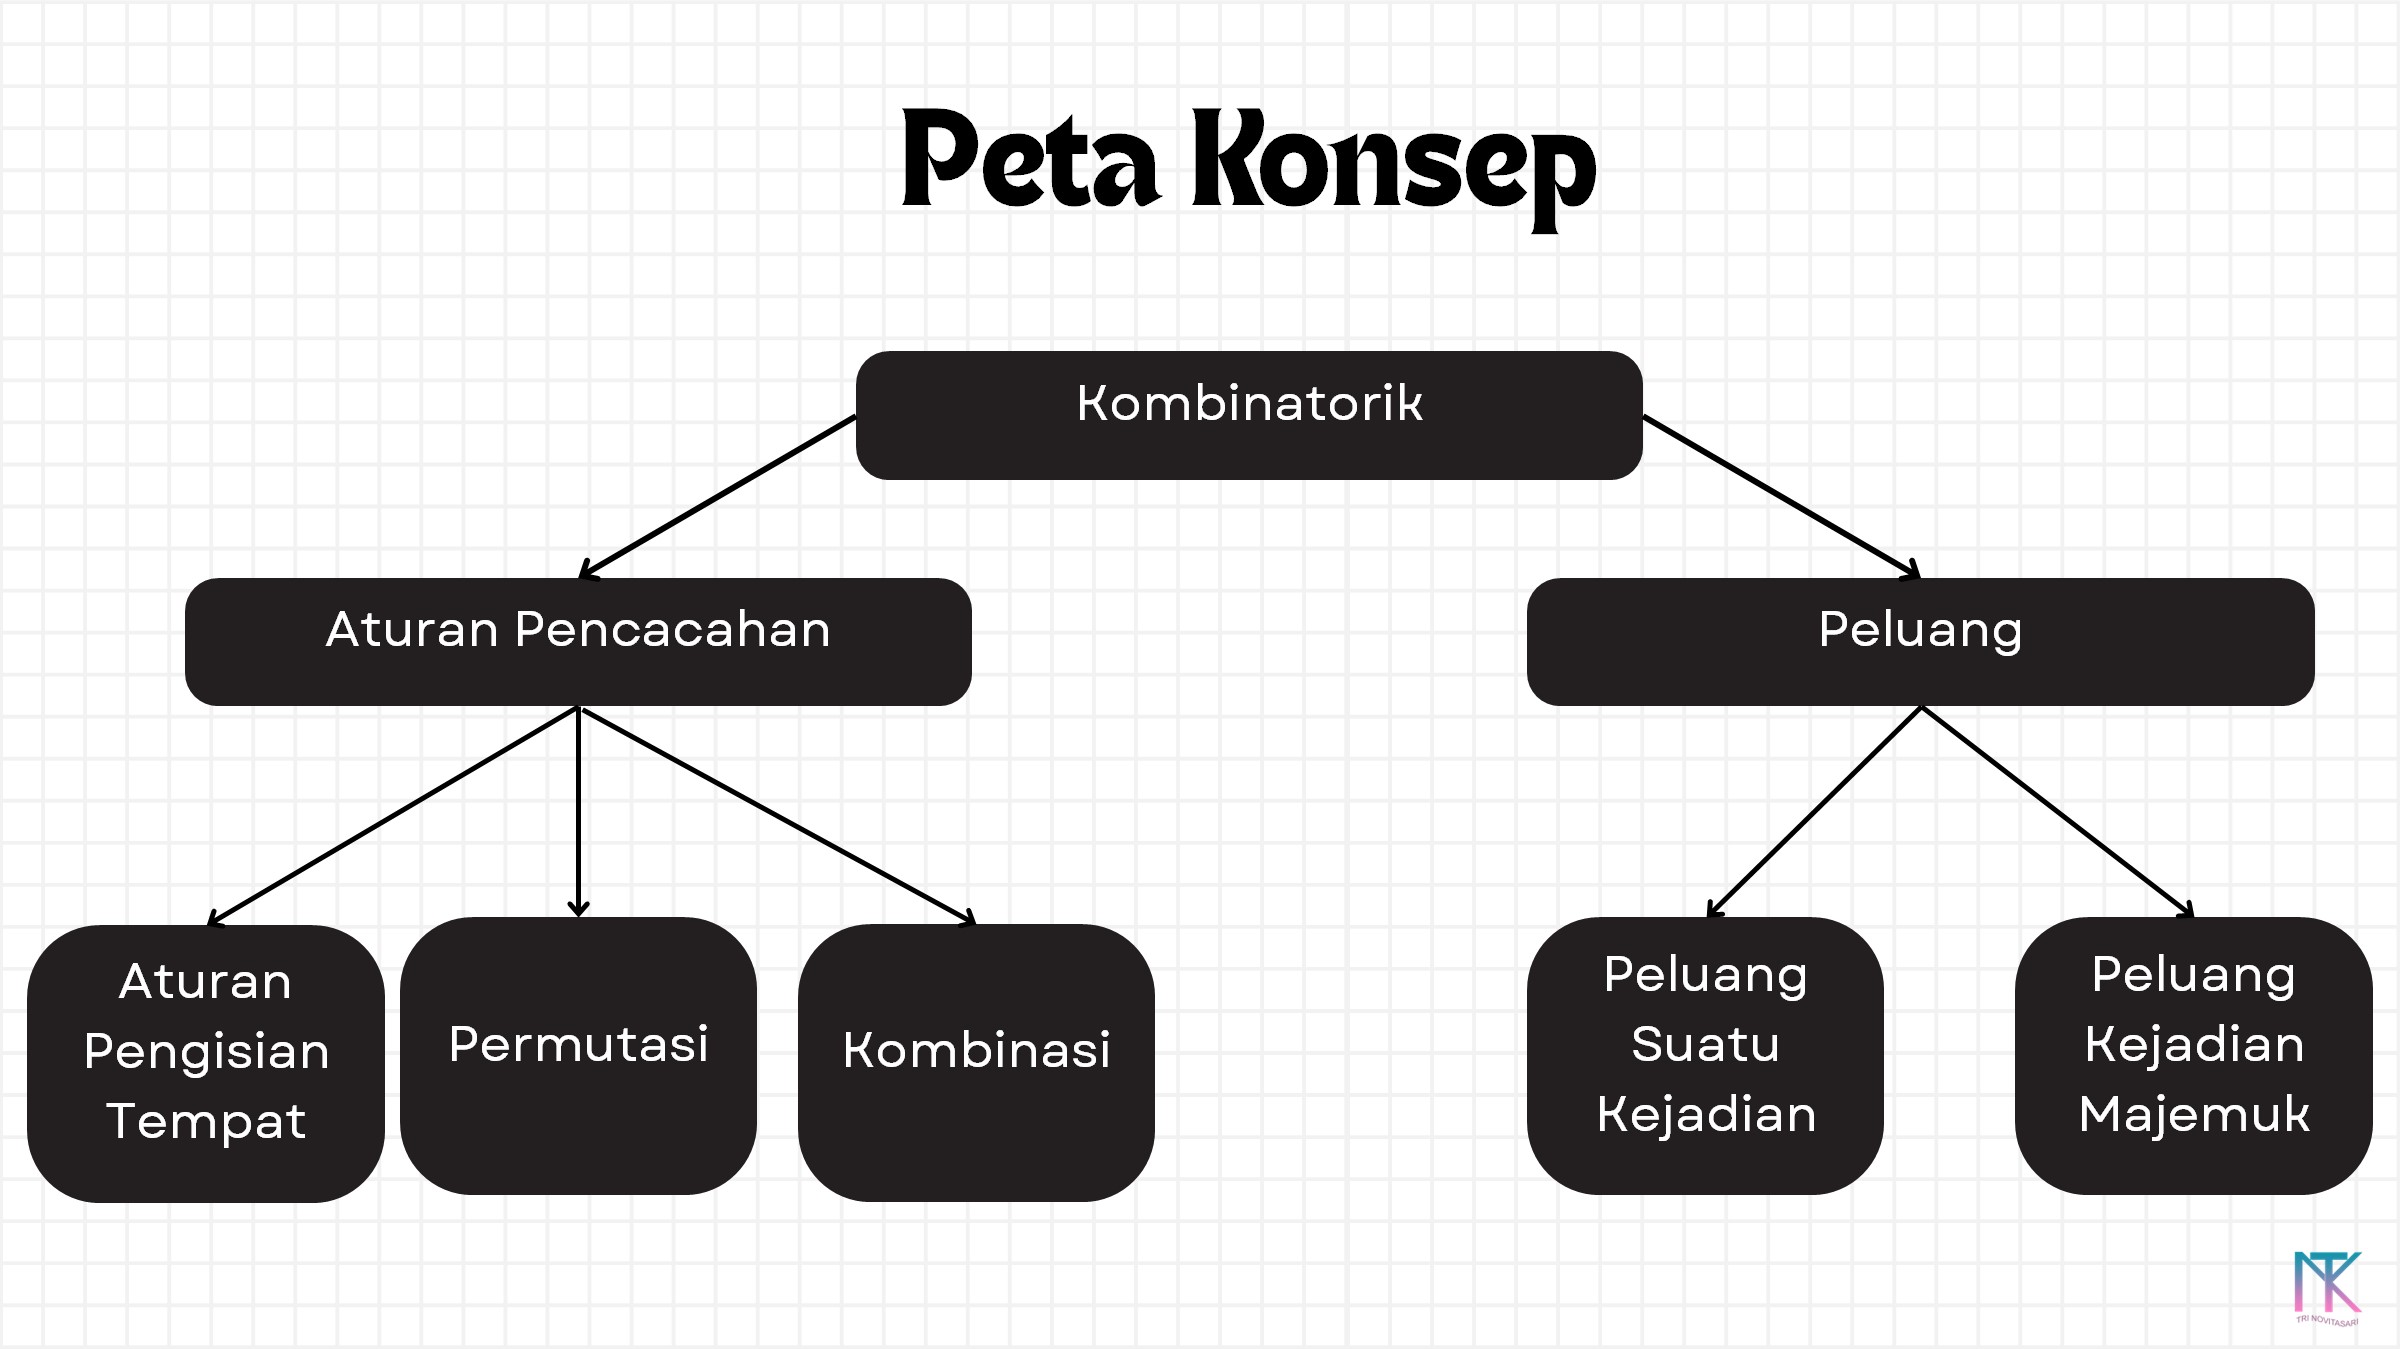 Peta Konsep
Kombinatorik
Aturan Pencacahan
Peluang
Aturan
Pengisian
Tempat
Permutasi
Kombinasi
Peluang
Suatu
Kejadian
Peluang
Kejadian
Majemuk
NTK
TRI NOVITASARI